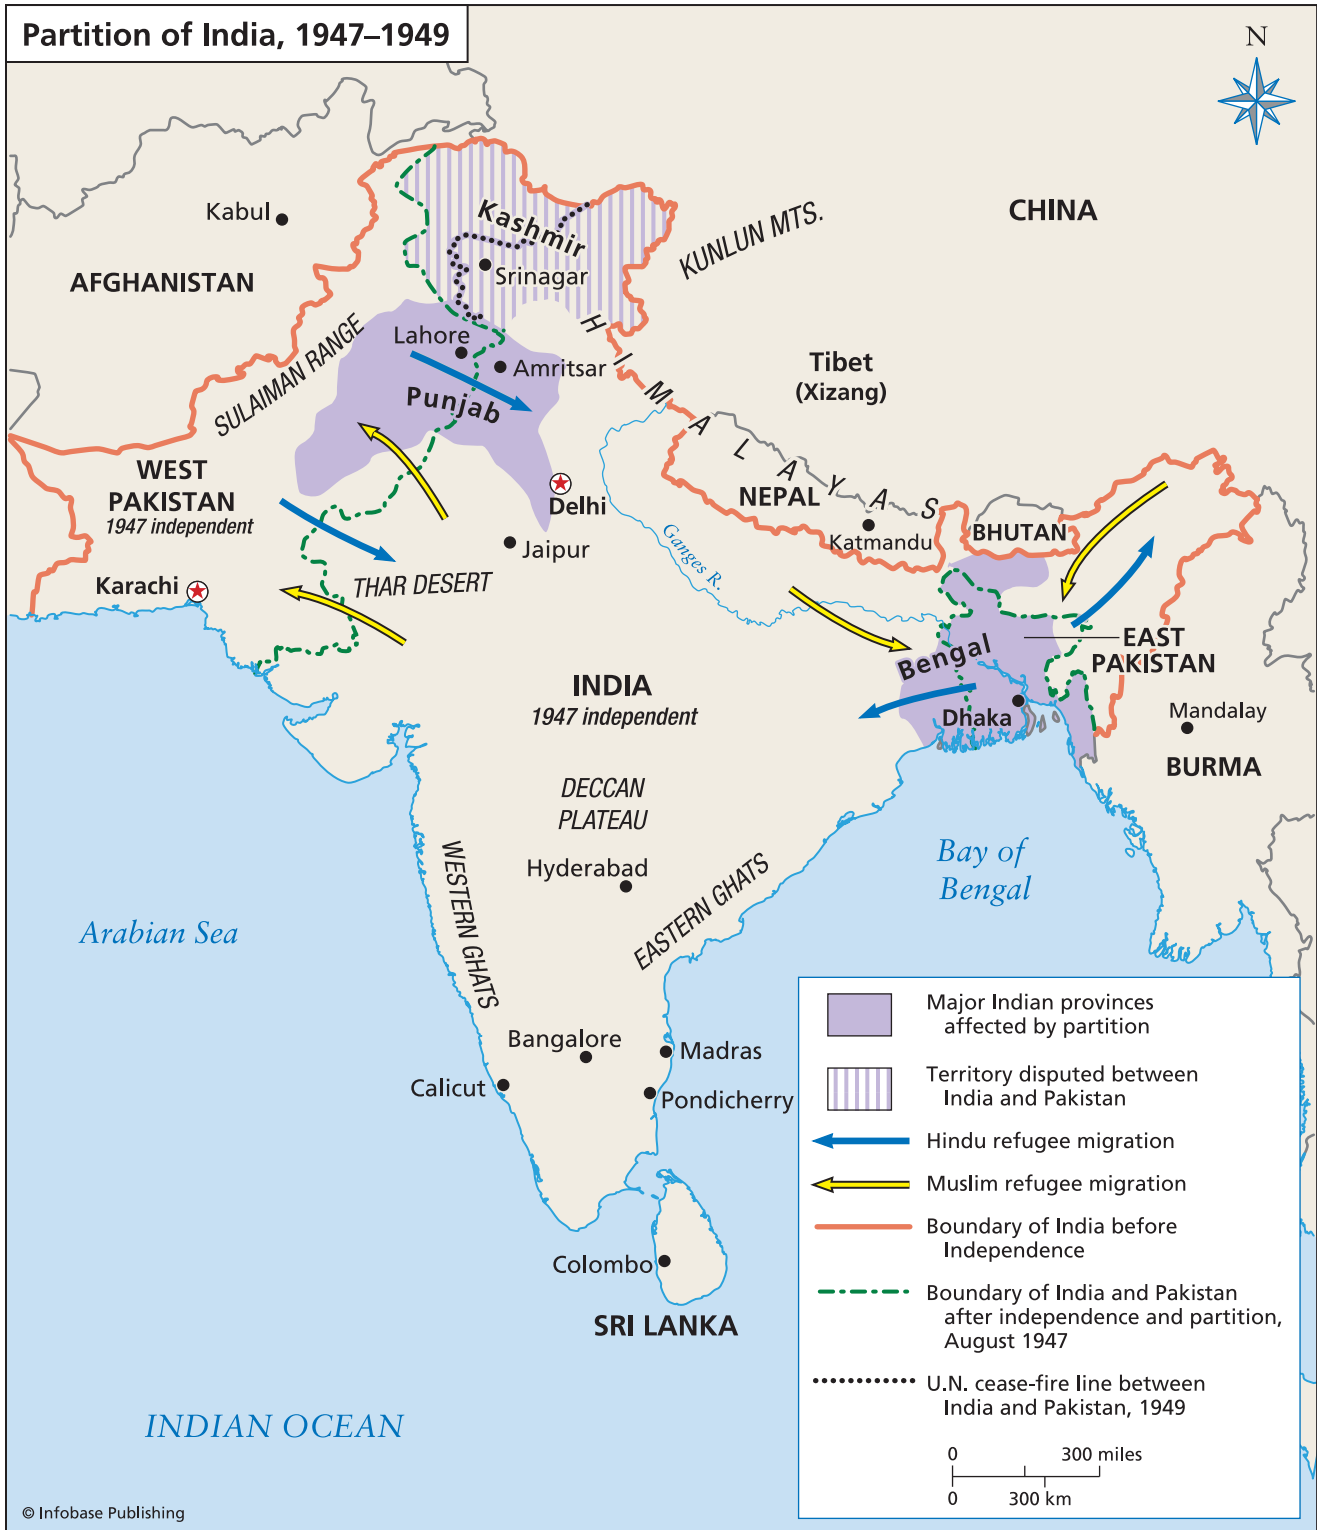 Partition of India, 1947–1949
N
Kabul
AFGHANISTAN
Kashmir
Srinagar
KUNLUN MTS.
CHINA
SULAIMAN RANGE
Lahore
Amritsar
Punjab
HIMALAYAS
Tibet
(Xizang)
WEST
PAKISTAN
1947 independent
Delhi
NEPAL
Katmandu
BHUTAN
Jaipur
Ganges R.
Karachi
THAR DESERT
EAST
PAKISTAN
Bengal
Dhaka
INDIA
1947 independent
Mandalay
BURMA
DECCAN
PLATEAU
Hyderabad
WESTERN GHATS
EASTERN GHATS
Bay of
Bengal
Arabian Sea
Bangalore
Madras
Calicut
Pondicherry
Colombo
SRI LANKA
INDIAN OCEAN
Major Indian provinces
affected by partition
Territory disputed between
India and Pakistan
Hindu refugee migration
Muslim refugee migration
Boundary of India before
Independence
Boundary of India and Pakistan
after independence and partition,
August 1947
U.N. cease-fire line between
India and Pakistan, 1949
0 300 miles
0 300 km
© Infobase Publishing